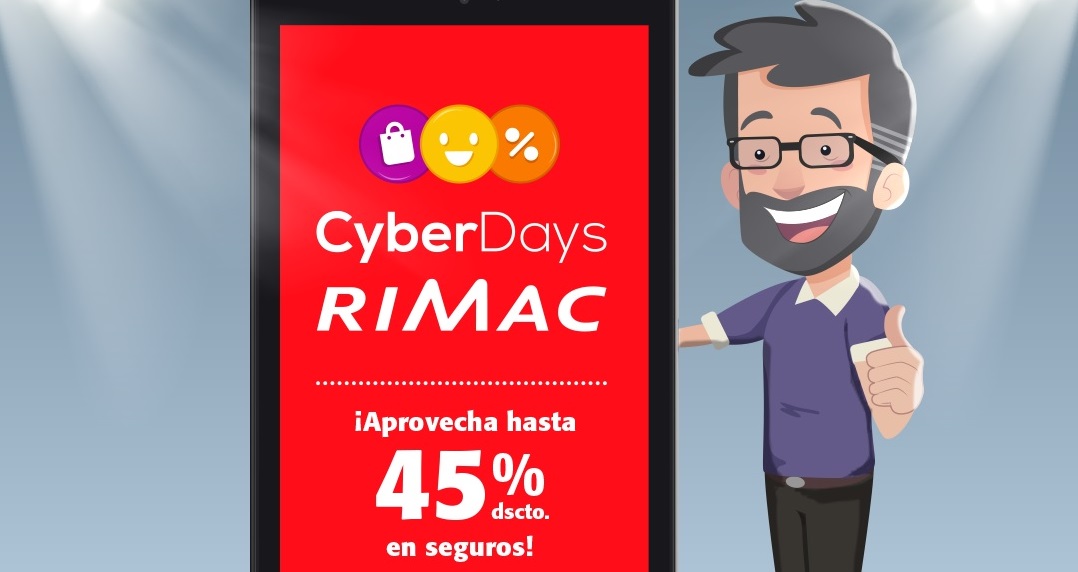 CyberDays
RIMAC
¡Aprovecha hasta
45%
dscto.
en seguros!